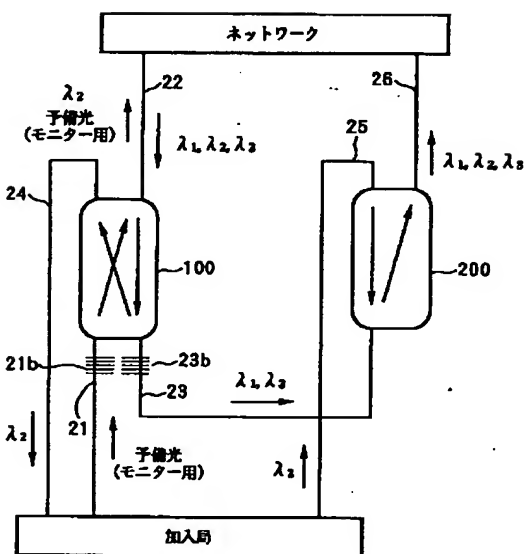 ネットワーク
22
26
λ2
予備光
(モニター用)
λ1, λ2, λ3
25
λ1, λ2, λ3
24
100
200
21b
23b
λ1, λ3
23
21
λ2
予備光
(モニター用)
λ2
加入局